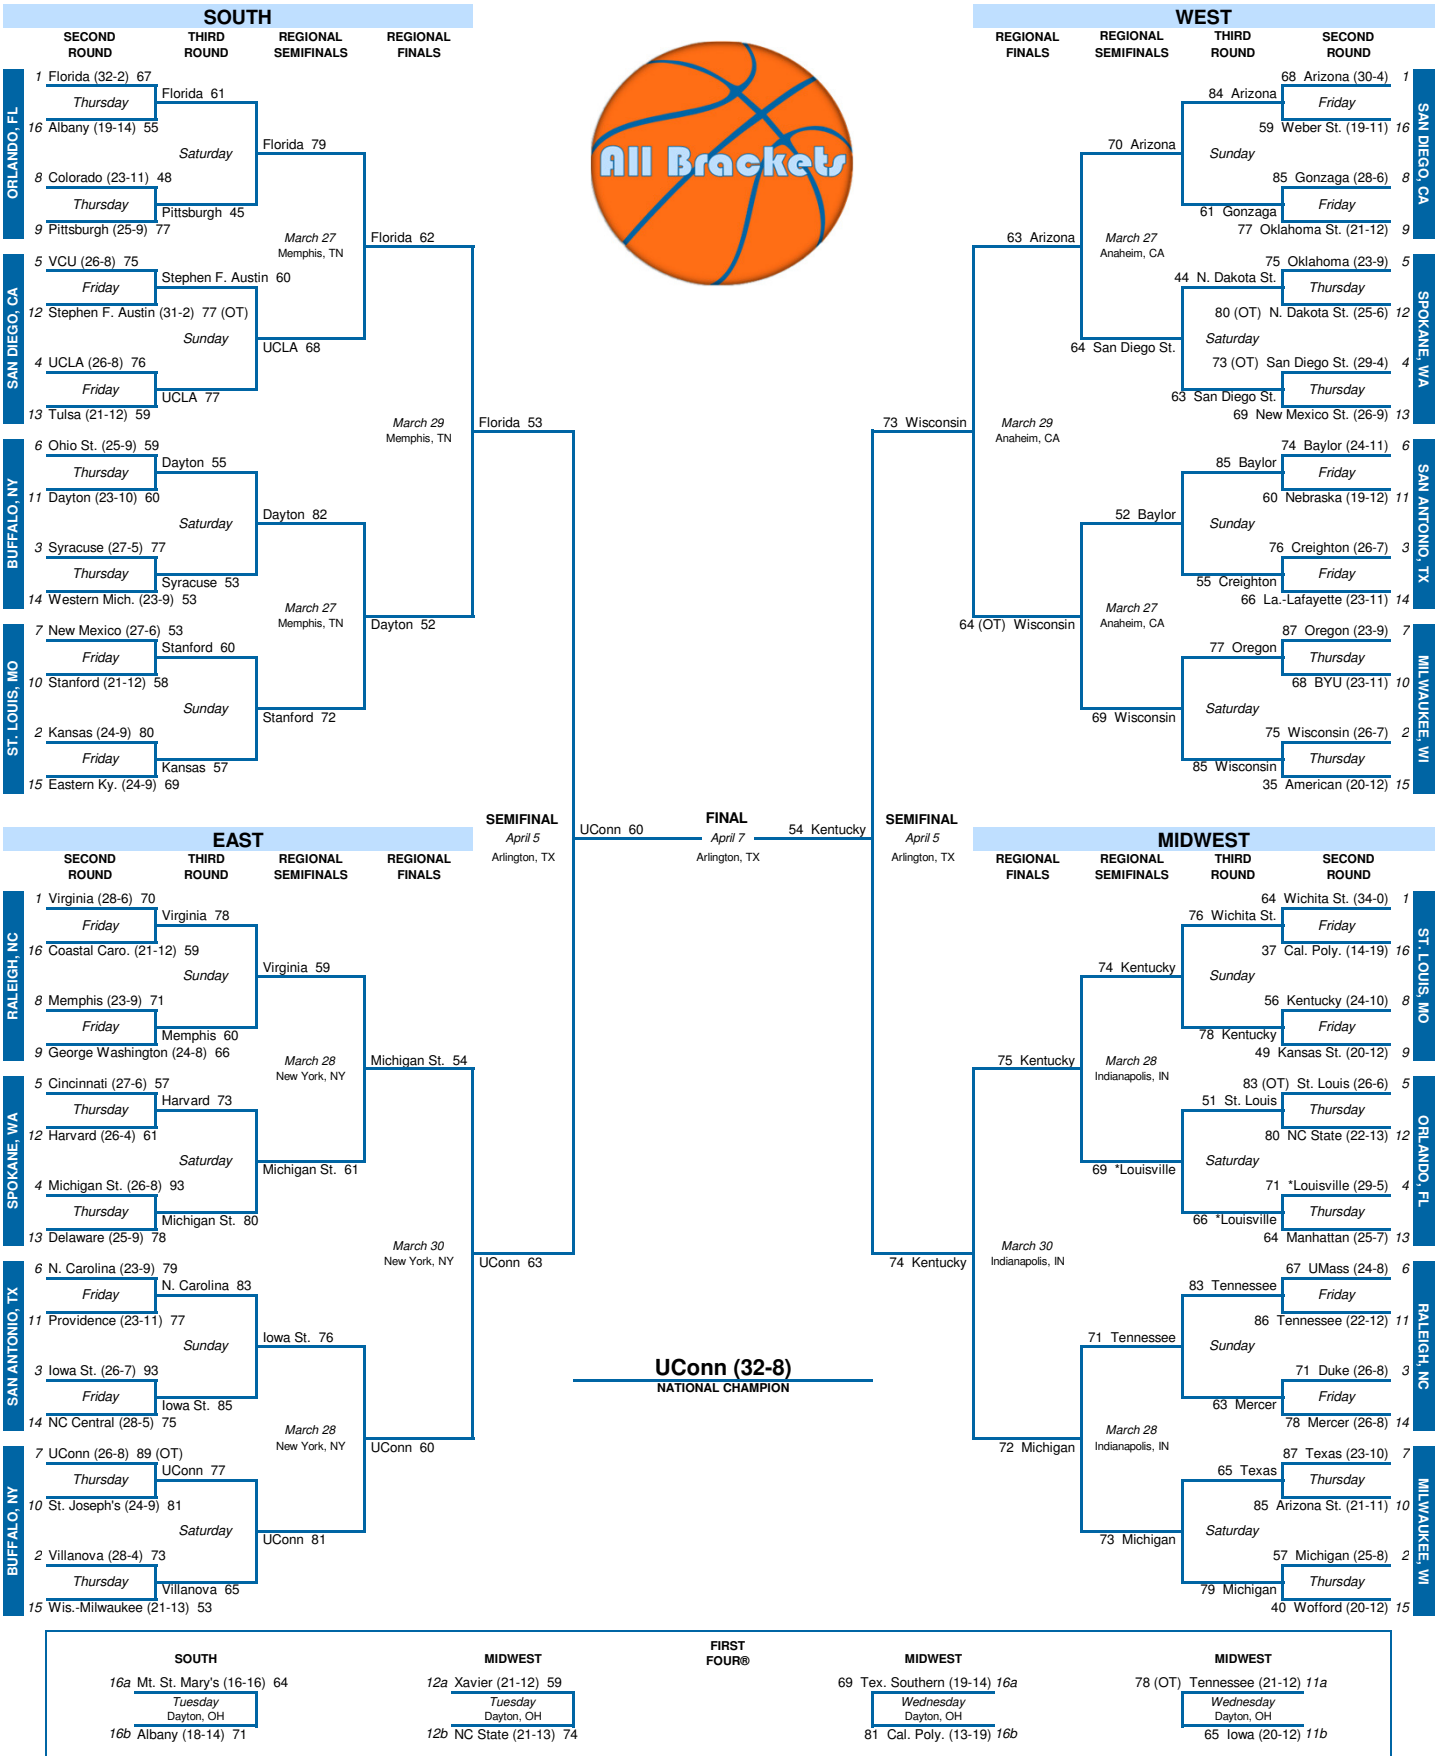 SOUTH
SECOND ROUND
THIRD ROUND
REGIONAL SEMIFINALS
REGIONAL FINALS
ORLANDO, FL
1 Florida (32-2) 67
Thursday
16 Albany (19-14) 55
Florida 61
Saturday
8 Colorado (23-11) 48
Thursday
9 Pittsburgh (25-9) 77
Pittsburgh 45
Florida 79
SAN DIEGO, CA
5 VCU (26-8) 75
Friday
12 Stephen F. Austin (31-2) 77 (OT)
Stephen F. Austin 60
Sunday
4 UCLA (26-8) 76
Friday
13 Tulsa (21-12) 59
UCLA 77
UCLA 68
March 27
Memphis, TN
Florida 62
BUFFALO, NY
6 Ohio St. (25-9) 59
Thursday
11 Dayton (23-10) 60
Dayton 55
Saturday
3 Syracuse (27-5) 77
Thursday
14 Western Mich. (23-9) 53
Syracuse 53
Dayton 82
ST. LOUIS, MO
7 New Mexico (27-6) 53
Friday
10 Stanford (21-12) 58
Stanford 60
Sunday
2 Kansas (24-9) 80
Friday
15 Eastern Ky. (24-9) 69
Kansas 57
Stanford 72
March 27
Memphis, TN
Dayton 52
March 29
Memphis, TN
Florida 53
All Brackets
WEST
REGIONAL FINALS
REGIONAL SEMIFINALS
THIRD ROUND
SECOND ROUND
SAN DIEGO, CA
68 Arizona (30-4) 1
Friday
59 Weber St. (19-11) 16
84 Arizona
Sunday
85 Gonzaga (28-6) 8
Friday
77 Oklahoma St. (21-12) 9
61 Gonzaga
70 Arizona
SPOKANE, WA
75 Oklahoma (23-9) 5
Thursday
80 (OT) N. Dakota St. (25-6) 12
44 N. Dakota St.
Saturday
73 (OT) San Diego St. (29-4) 4
Thursday
69 New Mexico St. (26-9) 13
63 San Diego St.
64 San Diego St.
March 27
Anaheim, CA
63 Arizona
SAN ANTONIO, TX
74 Baylor (24-11) 6
Friday
60 Nebraska (19-12) 11
85 Baylor
Sunday
76 Creighton (26-7) 3
Friday
66 La.-Lafayette (23-11) 14
55 Creighton
52 Baylor
MILWAUKEE, WI
87 Oregon (23-9) 7
Thursday
68 BYU (23-11) 10
77 Oregon
Saturday
75 Wisconsin (26-7) 2
Thursday
35 American (20-12) 15
85 Wisconsin
69 Wisconsin
March 27
Anaheim, CA
64 (OT) Wisconsin
March 29
Anaheim, CA
73 Wisconsin
SEMIFINAL
April 5
Arlington, TX
UConn 60
FINAL
April 7
Arlington, TX
54 Kentucky
SEMIFINAL
April 5
Arlington, TX
EAST
SECOND ROUND
THIRD ROUND
REGIONAL SEMIFINALS
REGIONAL FINALS
RALEIGH, NC
1 Virginia (28-6) 70
Friday
16 Coastal Caro. (21-12) 59
Virginia 78
Sunday
8 Memphis (23-9) 71
Friday
9 George Washington (24-8) 66
Memphis 60
Virginia 59
SPOKANE, WA
5 Cincinnati (27-6) 57
Thursday
12 Harvard (26-4) 61
Harvard 73
Saturday
4 Michigan St. (26-8) 93
Thursday
13 Delaware (25-9) 78
Michigan St. 80
Michigan St. 61
March 28
New York, NY
Michigan St. 54
SAN ANTONIO, TX
6 N. Carolina (23-9) 79
Friday
11 Providence (23-11) 77
N. Carolina 83
Sunday
3 Iowa St. (26-7) 93
Friday
14 NC Central (28-5) 75
Iowa St. 85
Iowa St. 76
BUFFALO, NY
7 UConn (26-8) 89 (OT)
Thursday
10 St. Joseph's (24-9) 81
UConn 77
Saturday
2 Villanova (28-4) 73
Thursday
15 Wis.-Milwaukee (21-13) 53
Villanova 65
UConn 81
March 28
New York, NY
UConn 60
March 30
New York, NY
UConn 63
UConn (32-8)
NATIONAL CHAMPION
MIDWEST
REGIONAL FINALS
REGIONAL SEMIFINALS
THIRD ROUND
SECOND ROUND
ST. LOUIS, MO
64 Wichita St. (34-0) 1
Friday
37 Cal. Poly. (14-19) 16
76 Wichita St.
Sunday
56 Kentucky (24-10) 8
Friday
49 Kansas St. (20-12) 9
78 Kentucky
74 Kentucky
ORLANDO, FL
83 (OT) St. Louis (26-6) 5
Thursday
80 NC State (22-13) 12
51 St. Louis
Saturday
71 *Louisville (29-5) 4
Thursday
64 Manhattan (25-7) 13
66 *Louisville
69 *Louisville
March 28
Indianapolis, IN
75 Kentucky
RALEIGH, NC
67 UMass (24-8) 6
Friday
86 Tennessee (22-12) 11
83 Tennessee
Sunday
71 Duke (26-8) 3
Friday
78 Mercer (26-8) 14
63 Mercer
71 Tennessee
MILWAUKEE, WI
87 Texas (23-10) 7
Thursday
85 Arizona St. (21-11) 10
65 Texas
Saturday
57 Michigan (25-8) 2
Thursday
40 Wofford (20-12) 15
79 Michigan
73 Michigan
March 28
Indianapolis, IN
72 Michigan
March 30
Indianapolis, IN
74 Kentucky
FIRST FOUR®
SOUTH
16a Mt. St. Mary's (16-16) 64
Tuesday
Dayton, OH
16b Albany (18-14) 71
MIDWEST
12a Xavier (21-12) 59
Tuesday
Dayton, OH
12b NC State (21-13) 74
MIDWEST
69 Tex. Southern (19-14) 16a
Wednesday
Dayton, OH
81 Cal. Poly. (13-19) 16b
MIDWEST
78 (OT) Tennessee (21-12) 11a
Wednesday
Dayton, OH
65 Iowa (20-12) 11b